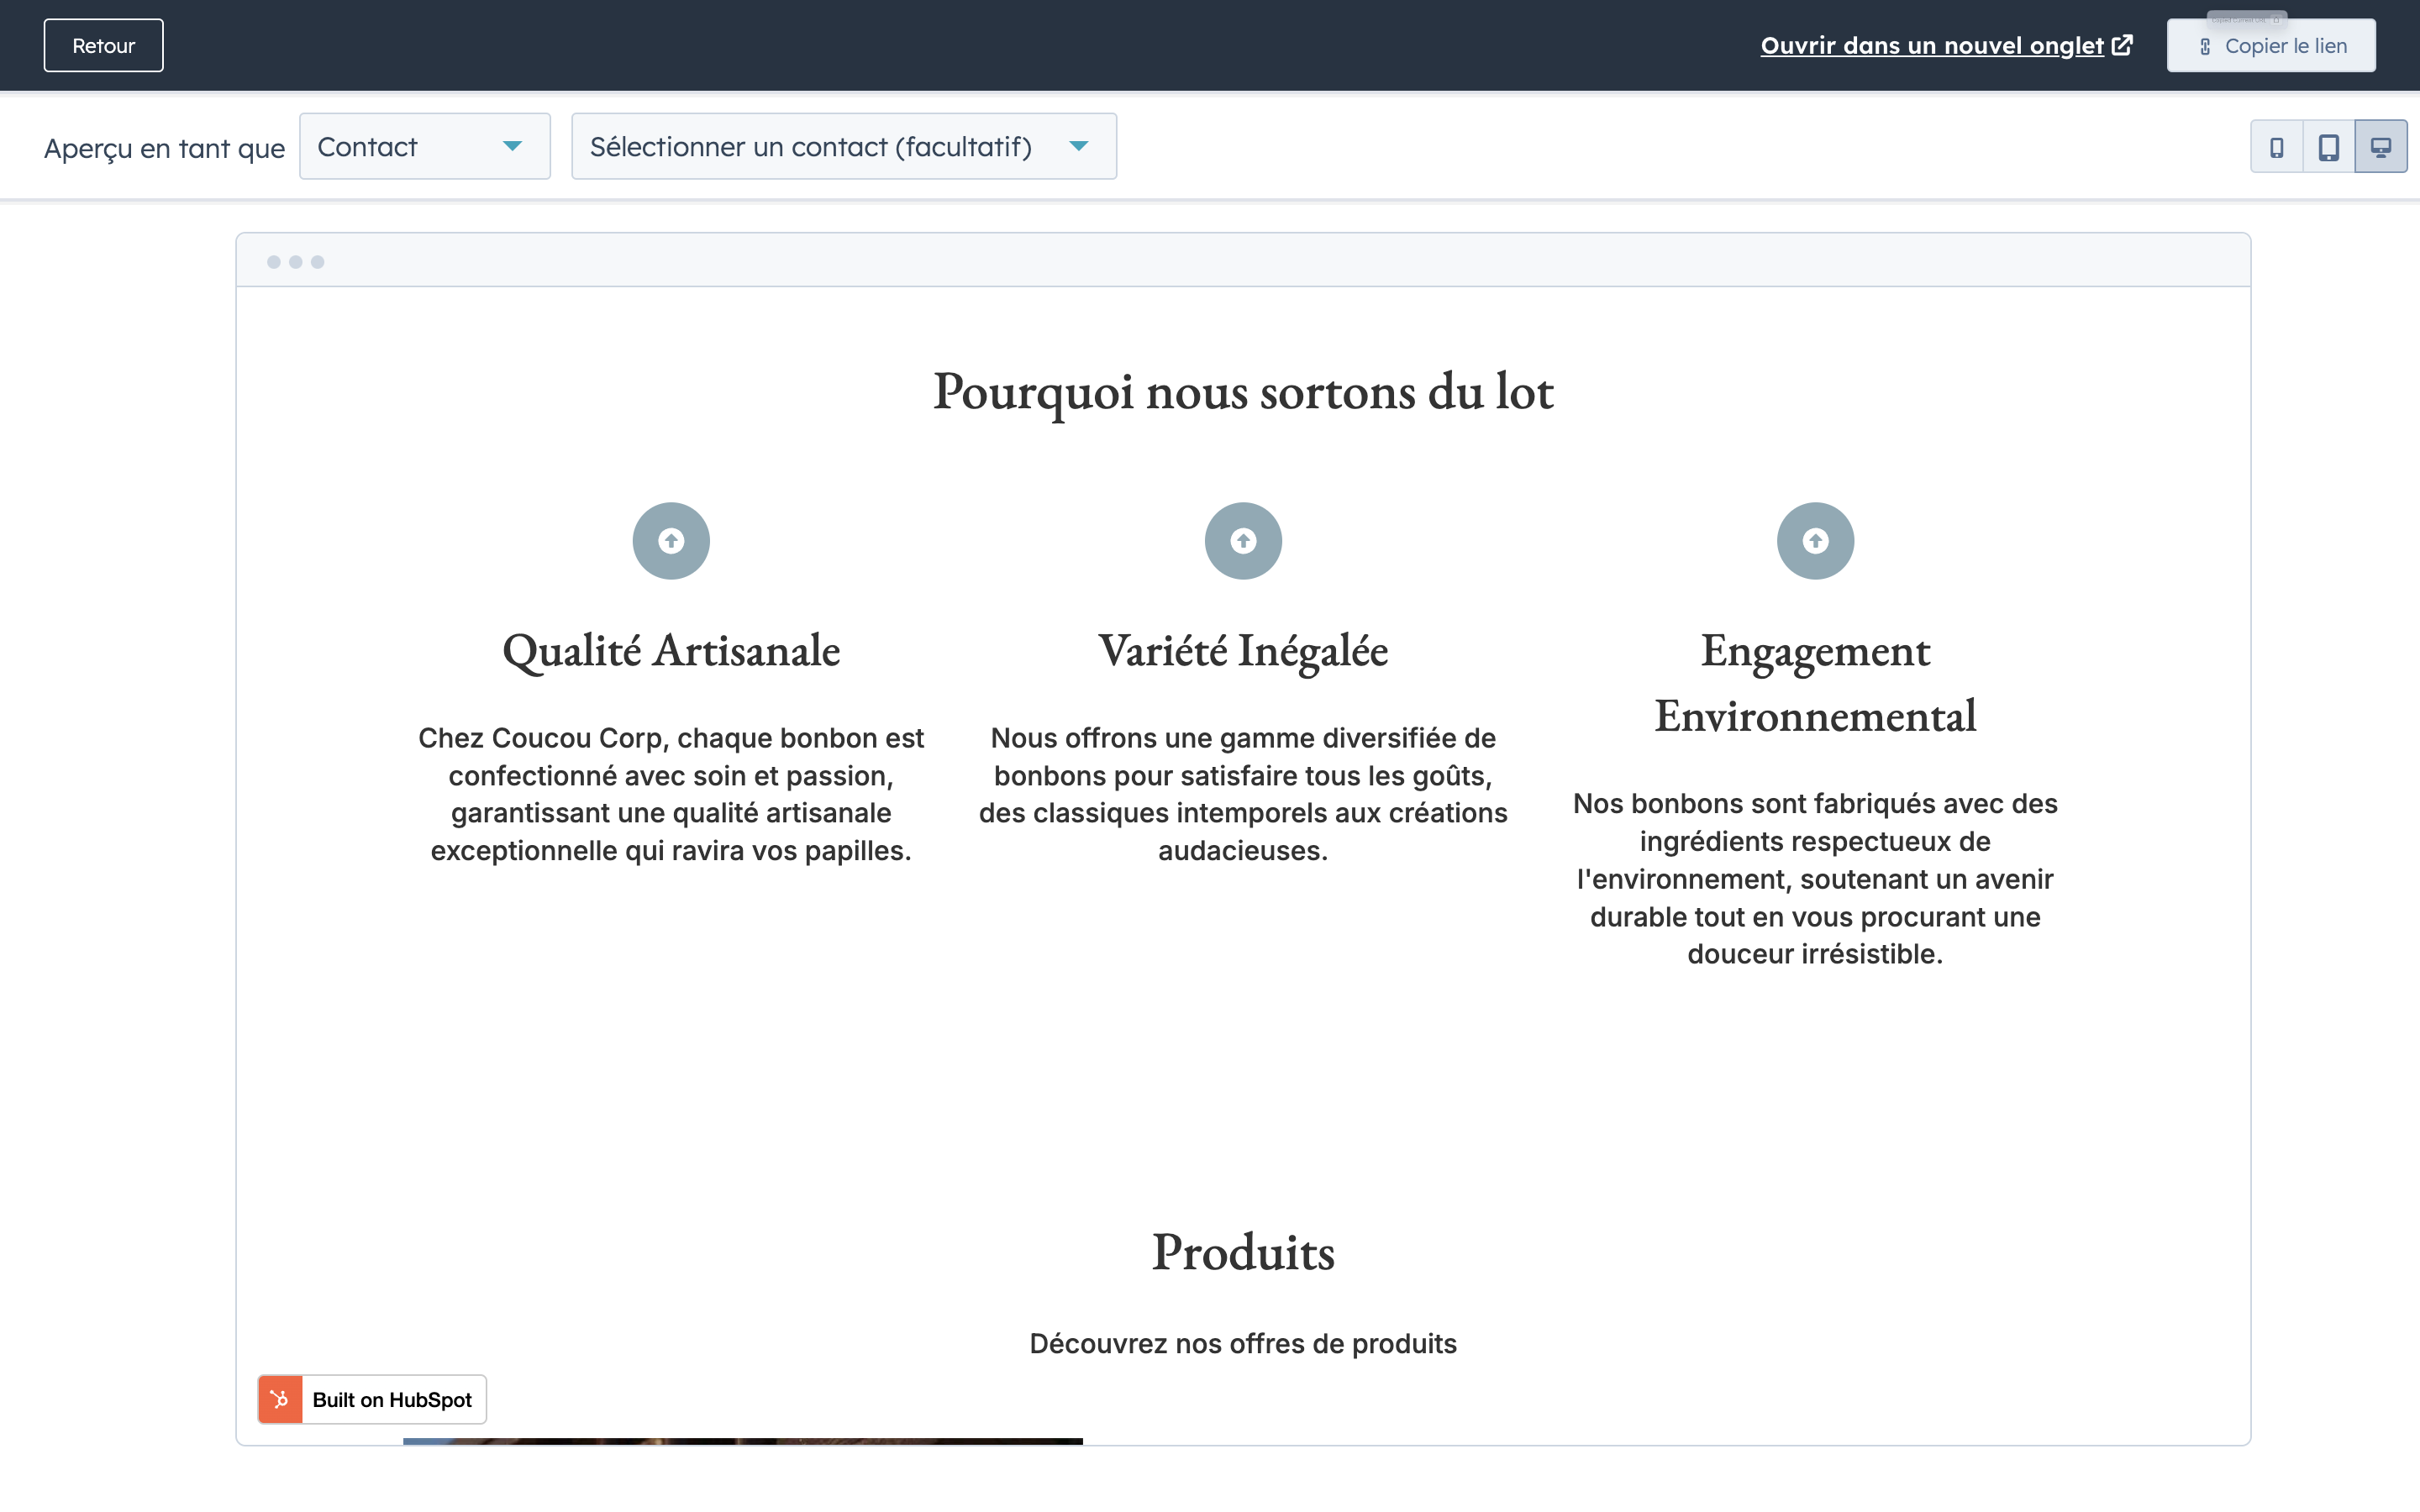 Retour
Ouvrir dans un nouvel onglet
Copier le lien
Aperçu en tant que
Contact
Sélectionner un contact (facultatif)
Pourquoi nous sortons du lot
Qualité Artisanale
Chez Coucou Corp, chaque bonbon est
confectionné avec soin et passion,
garantissant une qualité artisanale
exceptionnelle qui ravira vos papilles.
Variété Inégalée
Nous offrons une gamme diversifiée de
bonbons pour satisfaire tous les goûts,
des classiques intemporels aux créations
audacieuses.
Engagement
Environnemental
Nos bonbons sont fabriqués avec des
ingrédients respectueux de
l'environnement, soutenant un avenir
durable tout en vous procurant une
douceur irrésistible.
Produits
Découvrez nos offres de produits
Built on HubSpot